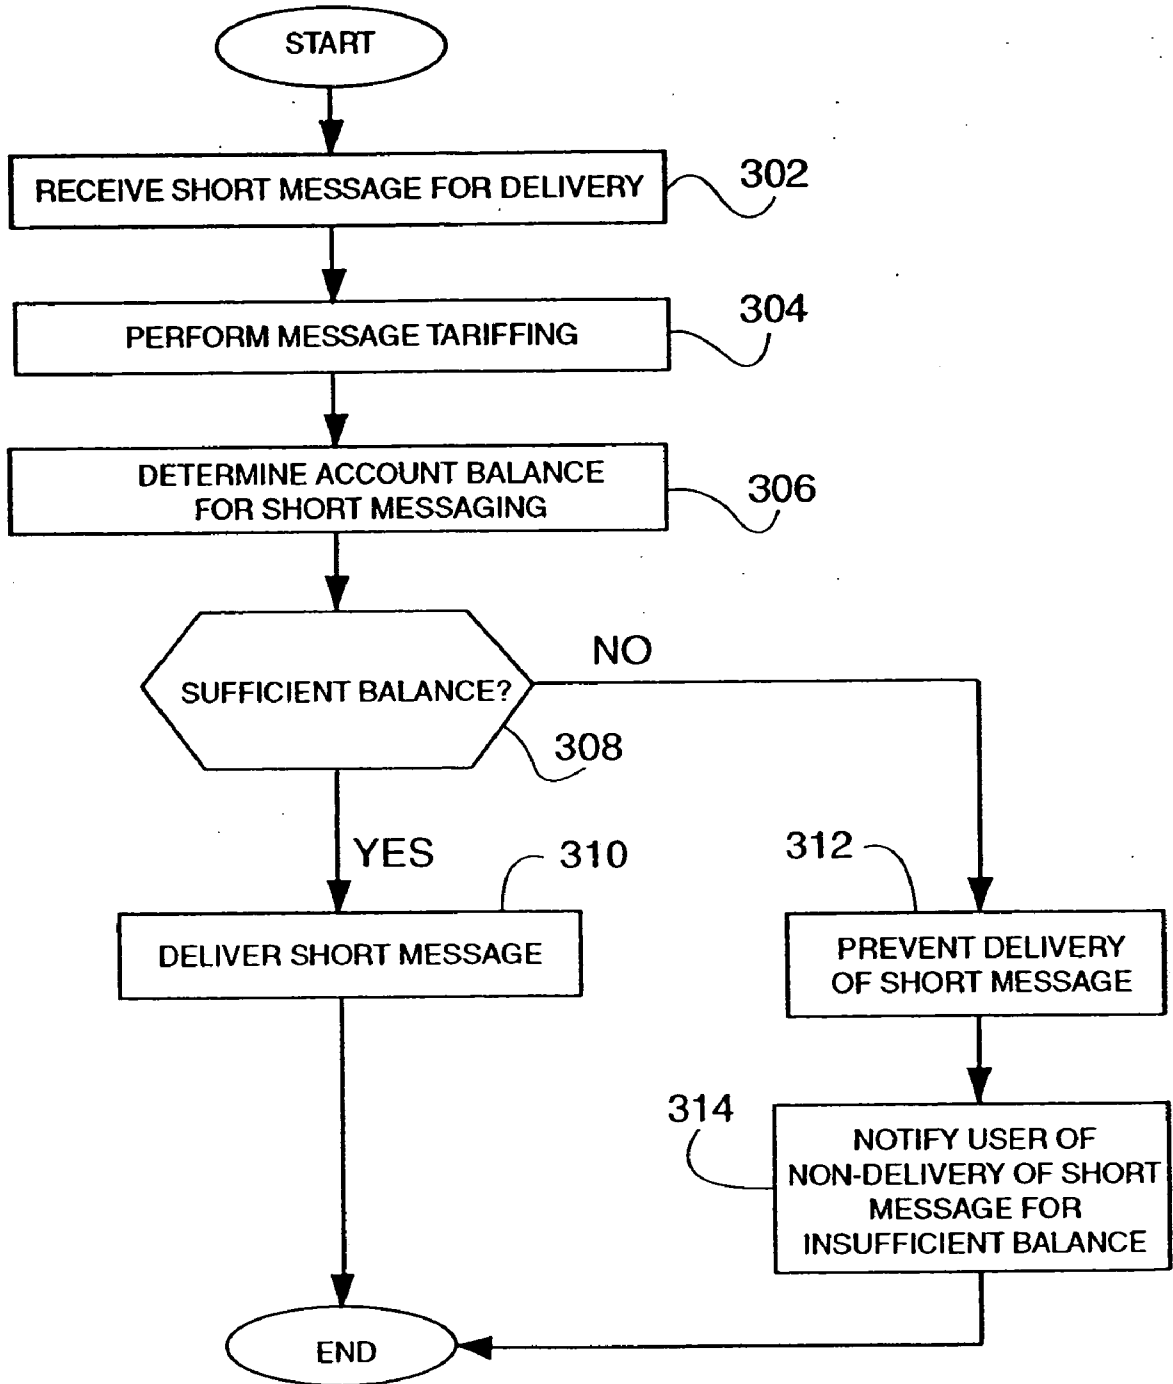 START
RECEIVE SHORT MESSAGE FOR DELIVERY
302
PERFORM MESSAGE TARIFFING
304
DETERMINE ACCOUNT BALANCE
FOR SHORT MESSAGING
306
SUFFICIENT BALANCE?
NO
308
YES
310
DELIVER SHORT MESSAGE
312
PREVENT DELIVERY
OF SHORT MESSAGE
314
NOTIFY USER OF
NON-DELIVERY OF SHORT
MESSAGE FOR
INSUFFICIENT BALANCE
END